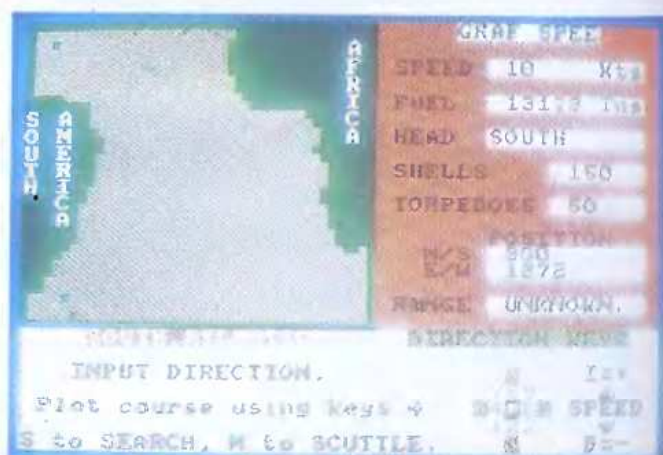 GRAF SPEE
SPEED 10 Kts
FUEL
HEAD SOUTH
SHELLS 150
TORPEDOES 50
POSITION
N/S 900
E/W 1272
RANGE UNKNOWN.
AFRICA
SOUTH AMERICA
DIRECTION KEYS
INPUT DIRECTION.
Plot course using keys
SPEED
S to SEARCH, M to SCUTTLE.